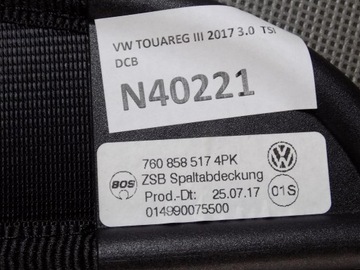 VW TOUAREG III 2017 3.0 TSI
DCB
N40221
760 858 517 4PK
BOS
ZSB Spaltabdeckung
Prod.-Dt: 25.07.17
01S
014990075500